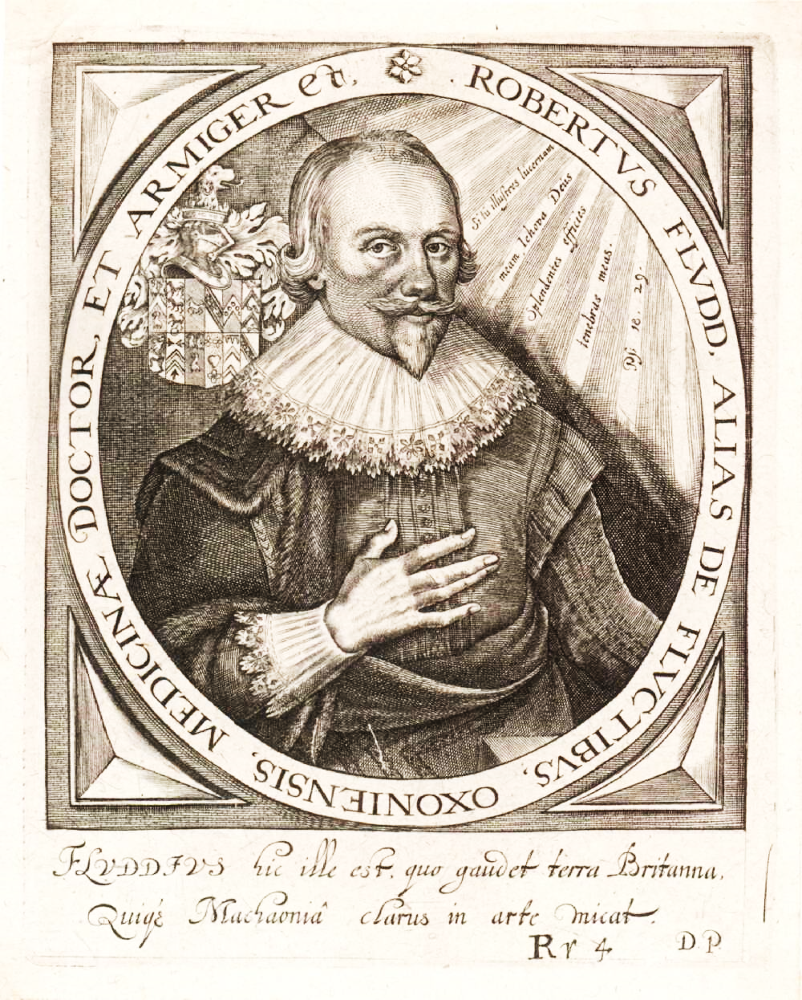 ROBERTVS FLVDD, ALIAS DE FLVCTIBVS, OXONIENSIS, MEDICINÆ DOCTOR, ET ARMIGER etc.
Si tu illustres lucernam
meam Iehova Deus
splendentes efficies
tenebras meas.
Psf. 18. 29.
FLVDDIVS hic ille est, quo gaudet terra Britanna,
Quiq́ꝫ Machaoniâ clarus in arte micat.
Rr 4 D.P.